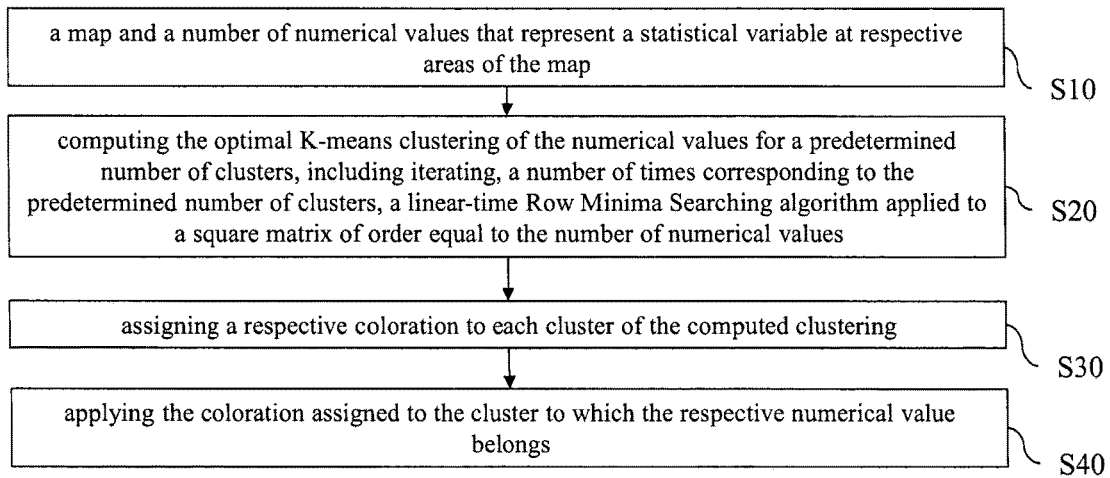 a map and a number of numerical values that represent a statistical variable at respective
areas of the map
S10
computing the optimal K-means clustering of the numerical values for a predetermined
number of clusters, including iterating, a number of times corresponding to the
predetermined number of clusters, a linear-time Row Minima Searching algorithm applied to
a square matrix of order equal to the number of numerical values
S20
assigning a respective coloration to each cluster of the computed clustering
S30
applying the coloration assigned to the cluster to which the respective numerical value
belongs
S40